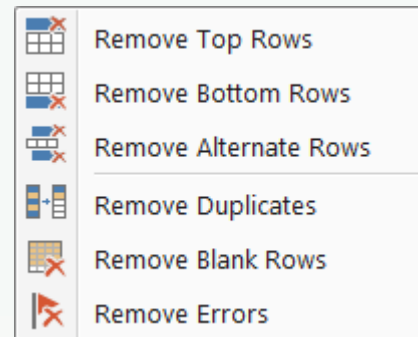 Remove Top Rows
Remove Bottom Rows
Remove Alternate Rows
Remove Duplicates
Remove Blank Rows
Remove Errors